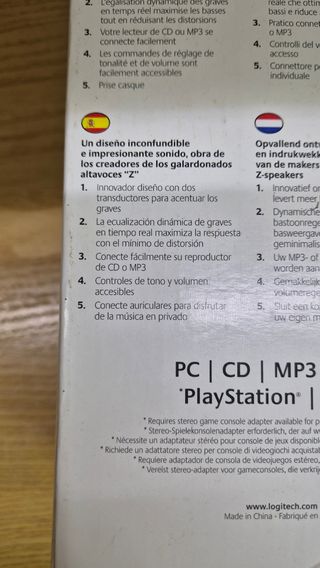 2. L'égalisation dynamique des graves
en temps réel maximise les basses
tout en réduisant les distorsions
3. Votre lecteur de CD ou MP3 se
connecte facilement
4. Les commandes de réglage de
tonalité et de volume sont
facilement accessibles
5. Prise casque
reale che ottim
bassi e riduce
3. Pratico connet
o MP3
4. Controlli del v
accesso
5. Connettore p
individuale
Un diseño inconfundible
e impresionante sonido, obra de
los creadores de los galardonados
altavoces "Z"
1. Innovador diseño con dos
transductores para acentuar los
graves
2. La ecualización dinámica de graves
en tiempo real maximiza la respuesta
con el mínimo de distorsión
3. Conecte fácilmente su reproductor
de CD o MP3
4. Controles de tono y volumen
accesibles
5. Conecte auriculares para disfrutar
de la música en privado
Opvallend ont
en indrukwekk
van de makers
Z-speakers
1. Innovatief or
levert meer
2. Dynamische
bastoonrege
basweergav
geminimalis
3. Uw MP3- of
worden aan
4. Gemakkelijk
volumerege
5. Sluit een ko
uw eigen m
PC | CD | MP3
*PlayStation® |
* Requires stereo game console adapter available for p
* Stereo-Spielekonsolenadapter erforderlich, der auf w
* Nécessite un adaptateur stéréo pour console de jeux disponibl
* Richiede un adattatore stereo per console di videogiochi acquistal
* Requiere adaptador de consola de videojuegos estéreo,
* Vereist stereo-adapter voor gameconsoles, die verkrij
www.logitech.com
Made in China - Fabriqué en